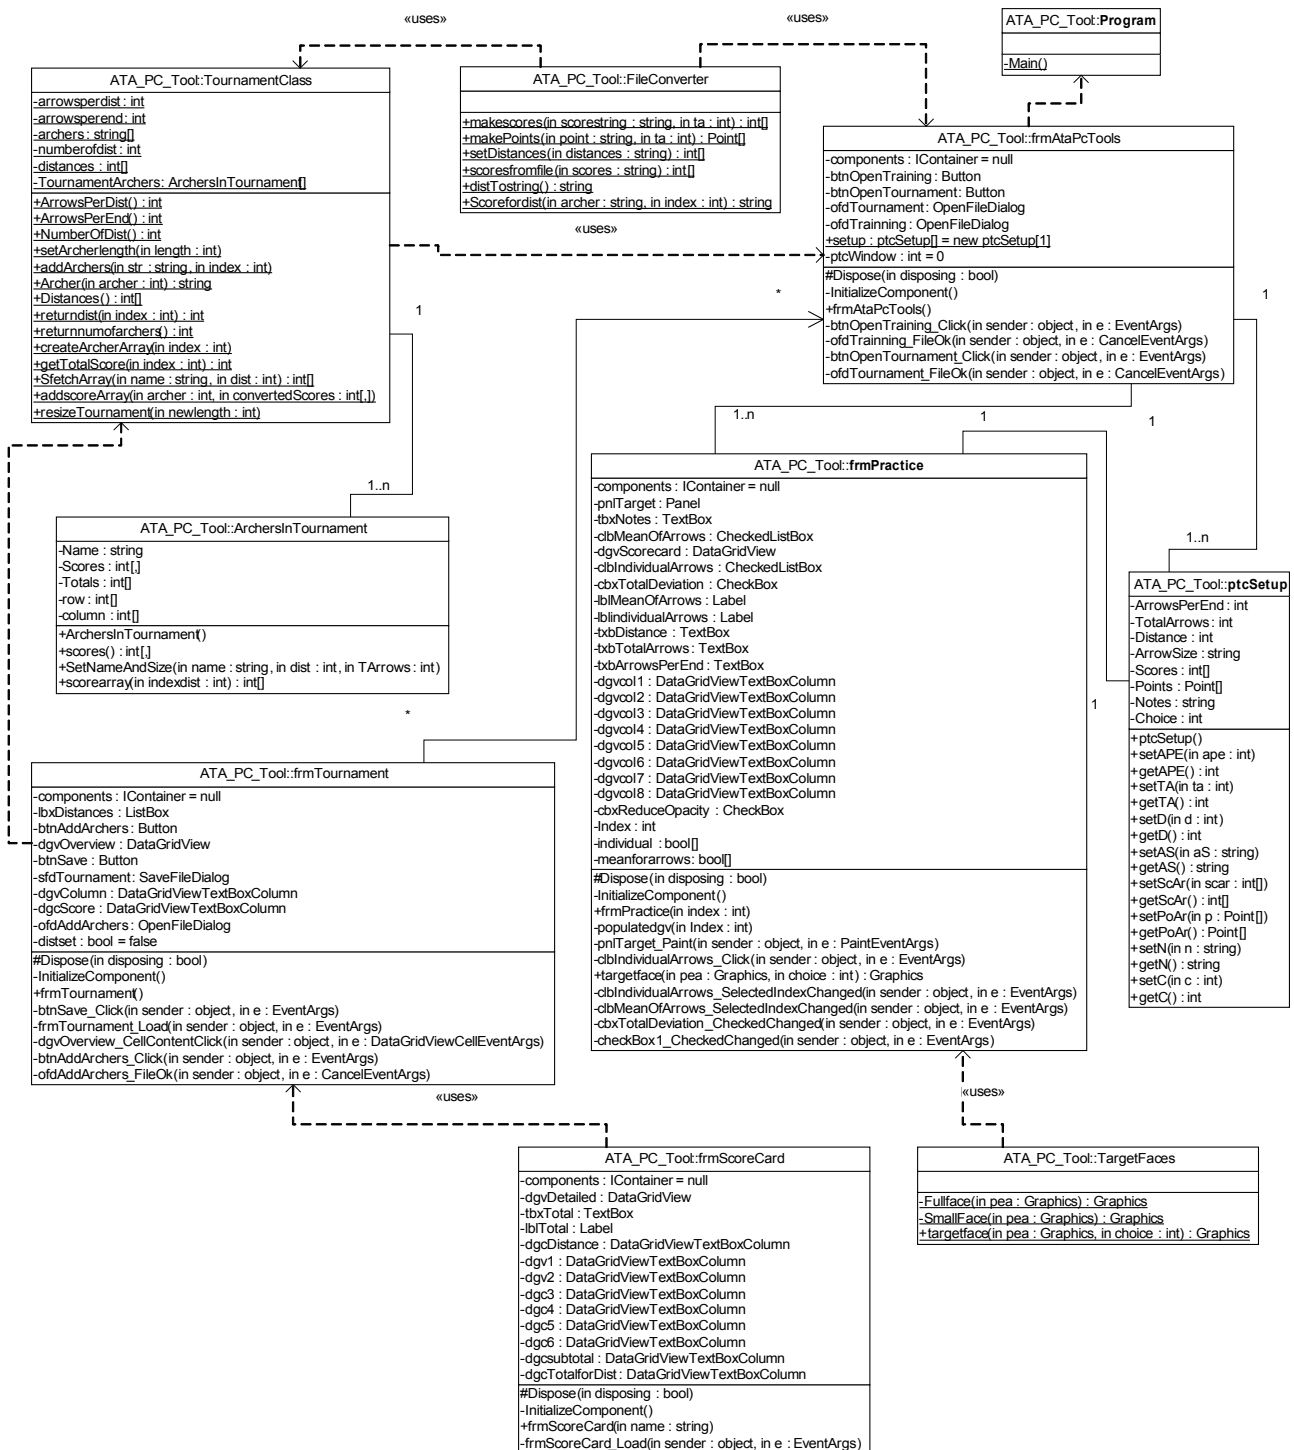 «uses»
«uses»
ATA_PC_Tool::Program
-Main()
ATA_PC_Tool::TournamentClass
-arrowsperdist : int
-arrowsperend : int
-archers : string[]
-numberofdist : int
-distances : int[]
-TournamentArchers: ArchersInTournament[]
+ArrowsPerDist() : int
+ArrowsPerEnd() : int
+NumberOfDist() : int
+setArcherlength(in length : int)
+addArchers(in str : string, in index : int)
+Archer(in archer : int) : string
+Distances() : int[]
+returndist(in index : int) : int
+returnnumofarchers() : int
+createArcherArray(in index : int)
+getTotalScore(in index : int) : int
+SfetchArray(in name : string, in dist : int) : int[]
+addscoreArray(in archer : int, in convertedScores : int[,])
+resizeTournament(in newlength : int)
ATA_PC_Tool::FileConverter
+makescores(in scorestring : string, in ta : int) : int[]
+makePoints(in point : string, in ta : int) : Point[]
+setDistances(in distances : string) : int[]
+scoresfromfile(in scores : string) : int[]
+distTostring() : string
+Scorefordist(in archer : string, in index : int) : string
«uses»
ATA_PC_Tool::frmAtaPcTools
-components : IContainer = null
-btnOpenTraining : Button
-btnOpenTournament : Button
-ofdTournament : OpenFileDialog
-ofdTrainning : OpenFileDialog
+setup : ptcSetup[] = new ptcSetup[1]
-ptcWindow : int = 0
#Dispose(in disposing : bool)
-InitializeComponent()
+frmAtaPcTools()
-btnOpenTraining_Click(in sender : object, in e : EventArgs)
-ofdTrainning_FileOk(in sender : object, in e : CancelEventArgs)
-btnOpenTournament_Click(in sender : object, in e : EventArgs)
-ofdTournament_FileOk(in sender : object, in e : CancelEventArgs)
1
*
1
1..n
1
1
1..n
1..n
1
*
ATA_PC_Tool::ArchersInTournament
-Name : string
-Scores : int[,]
-Totals : int[]
-row : int[]
-column : int[]
+ArchersInTournament()
+scores() : int[,]
+SetNameAndSize(in name : string, in dist : int, in TArrows : int)
+scorearray(in indexdist : int) : int[]
ATA_PC_Tool::frmPractice
-components : IContainer = null
-pnlTarget : Panel
-tbxNotes : TextBox
-clbMeanOfArrows : CheckedListBox
-dgvScorecard : DataGridView
-clbIndividualArrows : CheckedListBox
-cbxTotalDeviation : CheckBox
-lblMeanOfArrows : Label
-lblindividualArrows : Label
-txbDistance : TextBox
-txbTotalArrows : TextBox
-txbArrowsPerEnd : TextBox
-dgvcol1 : DataGridViewTextBoxColumn
-dgvcol2 : DataGridViewTextBoxColumn
-dgvcol3 : DataGridViewTextBoxColumn
-dgvcol4 : DataGridViewTextBoxColumn
-dgvcol5 : DataGridViewTextBoxColumn
-dgvcol6 : DataGridViewTextBoxColumn
-dgvcol7 : DataGridViewTextBoxColumn
-dgvcol8 : DataGridViewTextBoxColumn
-cbxReduceOpacity : CheckBox
-Index : int
-individual : bool[]
-meanforarrows: bool[]
#Dispose(in disposing : bool)
-InitializeComponent()
+frmPractice(in index : int)
-populatedgv(in Index : int)
-pnlTarget_Paint(in sender : object, in e : PaintEventArgs)
-clbIndividualArrows_Click(in sender : object, in e : EventArgs)
+targetface(in pea : Graphics, in choice : int) : Graphics
-clbIndividualArrows_SelectedIndexChanged(in sender : object, in e : EventArgs)
-clbMeanOfArrows_SelectedIndexChanged(in sender : object, in e : EventArgs)
-cbxTotalDeviation_CheckedChanged(in sender : object, in e : EventArgs)
-checkBox1_CheckedChanged(in sender : object, in e : EventArgs)
ATA_PC_Tool::ptcSetup
-ArrowsPerEnd : int
-TotalArrows : int
-Distance : int
-ArrowSize : string
-Scores : int[]
-Points : Point[]
-Notes : string
-Choice : int
+ptcSetup()
+setAPE(in ape : int)
+getAPE() : int
+setTA(in ta : int)
+getTA() : int
+setD(in d : int)
+getD() : int
+setAS(in aS : string)
+getAS() : string
+setScAr(in scar : int[])
+getScAr() : int[]
+setPoAr(in p : Point[])
+getPoAr() : Point[]
+setN(in n : string)
+getN() : string
+setC(in c : int)
+getC() : int
ATA_PC_Tool::frmTournament
-components : IContainer = null
-lbxDistances : ListBox
-btnAddArchers : Button
-dgvOverview : DataGridView
-btnSave : Button
-sfdTournament : SaveFileDialog
-dgvColumn : DataGridViewTextBoxColumn
-dgcScore : DataGridViewTextBoxColumn
-ofdAddArchers : OpenFileDialog
-distset : bool = false
#Dispose(in disposing : bool)
-InitializeComponent()
+frmTournament()
-btnSave_Click(in sender : object, in e : EventArgs)
-frmTournament_Load(in sender : object, in e : EventArgs)
-dgvOverview_CellContentClick(in sender : object, in e : DataGridViewCellEventArgs)
-btnAddArchers_Click(in sender : object, in e : EventArgs)
-ofdAddArchers_FileOk(in sender : object, in e : CancelEventArgs)
«uses»
«uses»
ATA_PC_Tool::frmScoreCard
-components : IContainer = null
-dgvDetailed : DataGridView
-tbxTotal : TextBox
-lblTotal : Label
-dgcDistance : DataGridViewTextBoxColumn
-dgv1 : DataGridViewTextBoxColumn
-dgv2 : DataGridViewTextBoxColumn
-dgc3 : DataGridViewTextBoxColumn
-dgc4 : DataGridViewTextBoxColumn
-dgc5 : DataGridViewTextBoxColumn
-dgc6 : DataGridViewTextBoxColumn
-dgcsubtotal : DataGridViewTextBoxColumn
-dgcTotalforDist : DataGridViewTextBoxColumn
#Dispose(in disposing : bool)
-InitializeComponent()
+frmScoreCard(in name : string)
-frmScoreCard_Load(in sender : object, in e : EventArgs)
ATA_PC_Tool::TargetFaces
-Fullface(in pea : Graphics) : Graphics
-SmallFace(in pea : Graphics) : Graphics
+targetface(in pea : Graphics, in choice : int) : Graphics